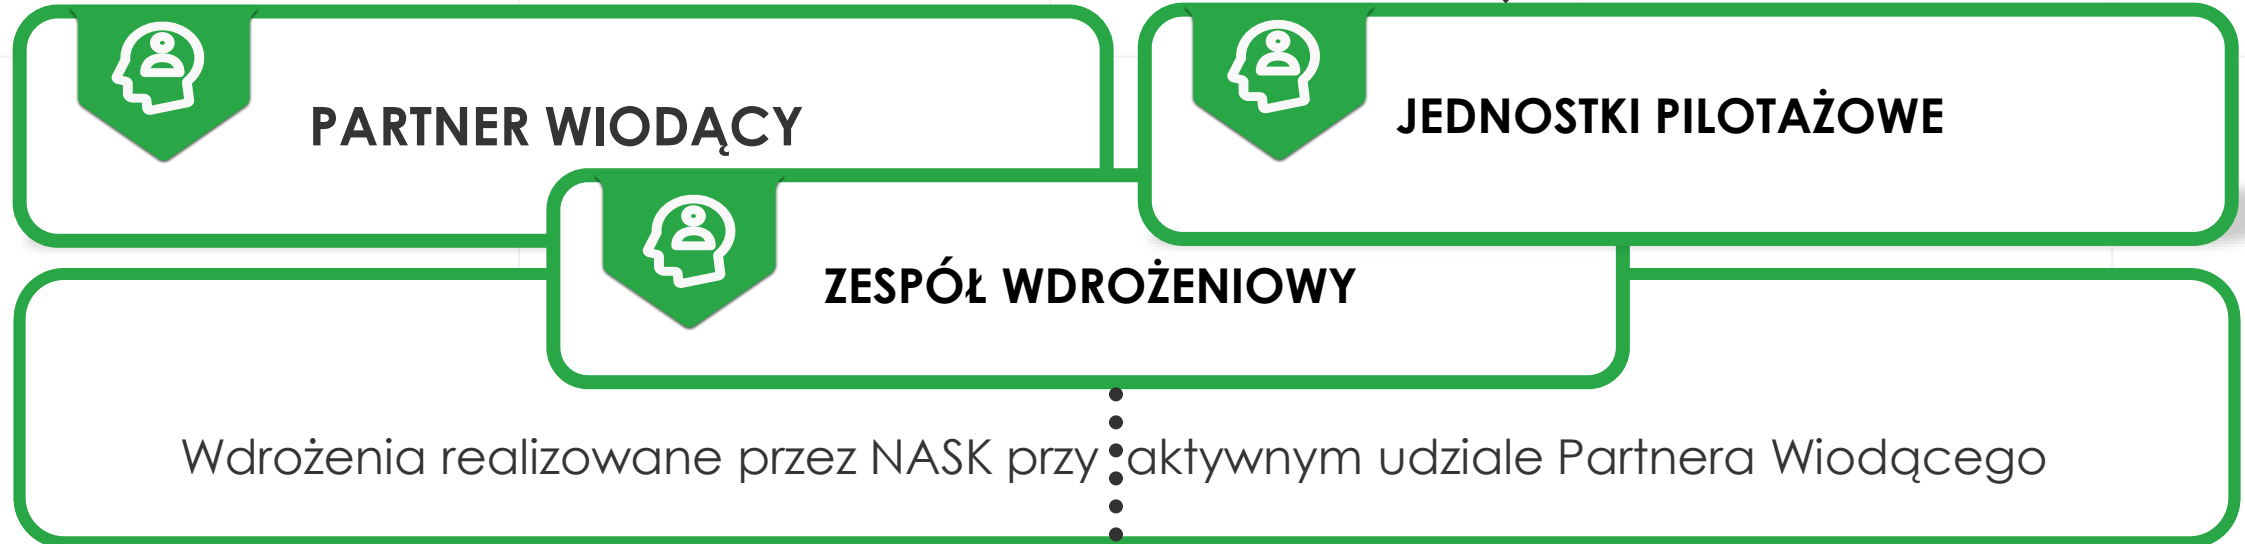 PARTNER WIODĄCY
JEDNOSTKI PILOTAŻOWE
ZESPÓŁ WDROŻENIOWY
Wdrożenia realizowane przez NASK przy aktywnym udziale Partnera Wiodącego